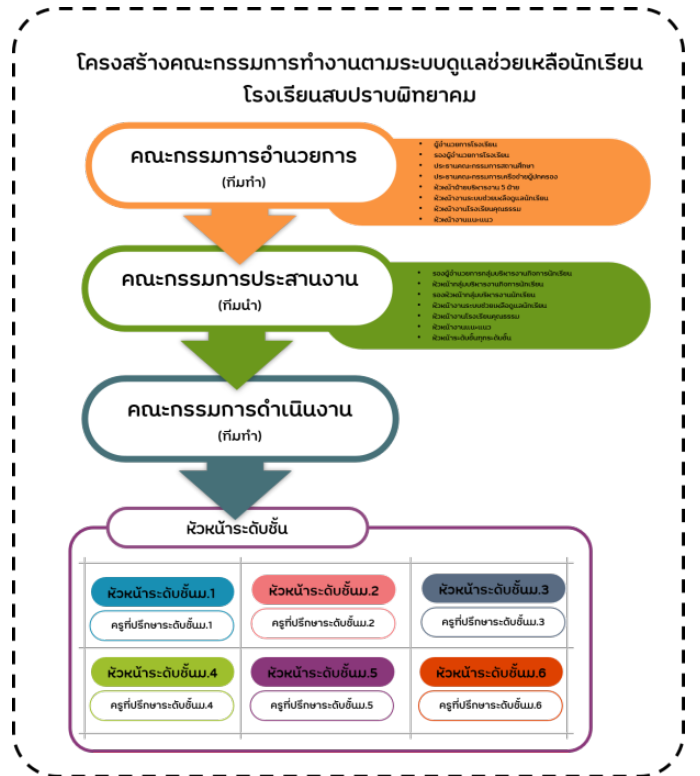 โครงสร้างคณะกรรมการทำงานตามระบบดูแลช่วยเหลือนักเรียน
โรงเรียนสบปราบพิทยาคม
คณะกรรมการอำนวยการ
(ทีมทำ)
• ผู้อำนวยการโรงเรียน
• รองผู้อำนวยการโรงเรียน
• ประธานคณะกรรมการสถานศึกษา
• ประธานคณะกรรมการเครือข่ายผู้ปกครอง
• หัวหน้าฝ่ายบริหารงาน 5 ฝ่าย
• หัวหน้างานระบบช่วยเหลือดูแลนักเรียน
• หัวหน้างานโรงเรียนคุณธรรม
• หัวหน้างานแนะแนว
คณะกรรมการประสานงาน
(ทีมนำ)
• รองผู้อำนวยการกลุ่มบริหารงานกิจการนักเรียน
• หัวหน้ากลุ่มบริหารงานกิจการนักเรียน
• รองหัวหน้ากลุ่มบริหารงานนักเรียน
• หัวหน้างานระบบช่วยเหลือดูแลนักเรียน
• หัวหน้างานโรงเรียนคุณธรรม
• หัวหน้างานแนะแนว
• หัวหน้าระดับชั้นทุกระดับชั้น
คณะกรรมการดำเนินงาน
(ทีมทำ)
หัวหน้าระดับชั้น
หัวหน้าระดับชั้นม.1
หัวหน้าระดับชั้นม.2
หัวหน้าระดับชั้นม.3
ครูที่ปรึกษาระดับชั้นม.1
ครูที่ปรึกษาระดับชั้นม.2
ครูที่ปรึกษาระดับชั้นม.3
หัวหน้าระดับชั้นม.4
หัวหน้าระดับชั้นม.5
หัวหน้าระดับชั้นม.6
ครูที่ปรึกษาระดับชั้นม.4
ครูที่ปรึกษาระดับชั้นม.5
ครูที่ปรึกษาระดับชั้นม.6